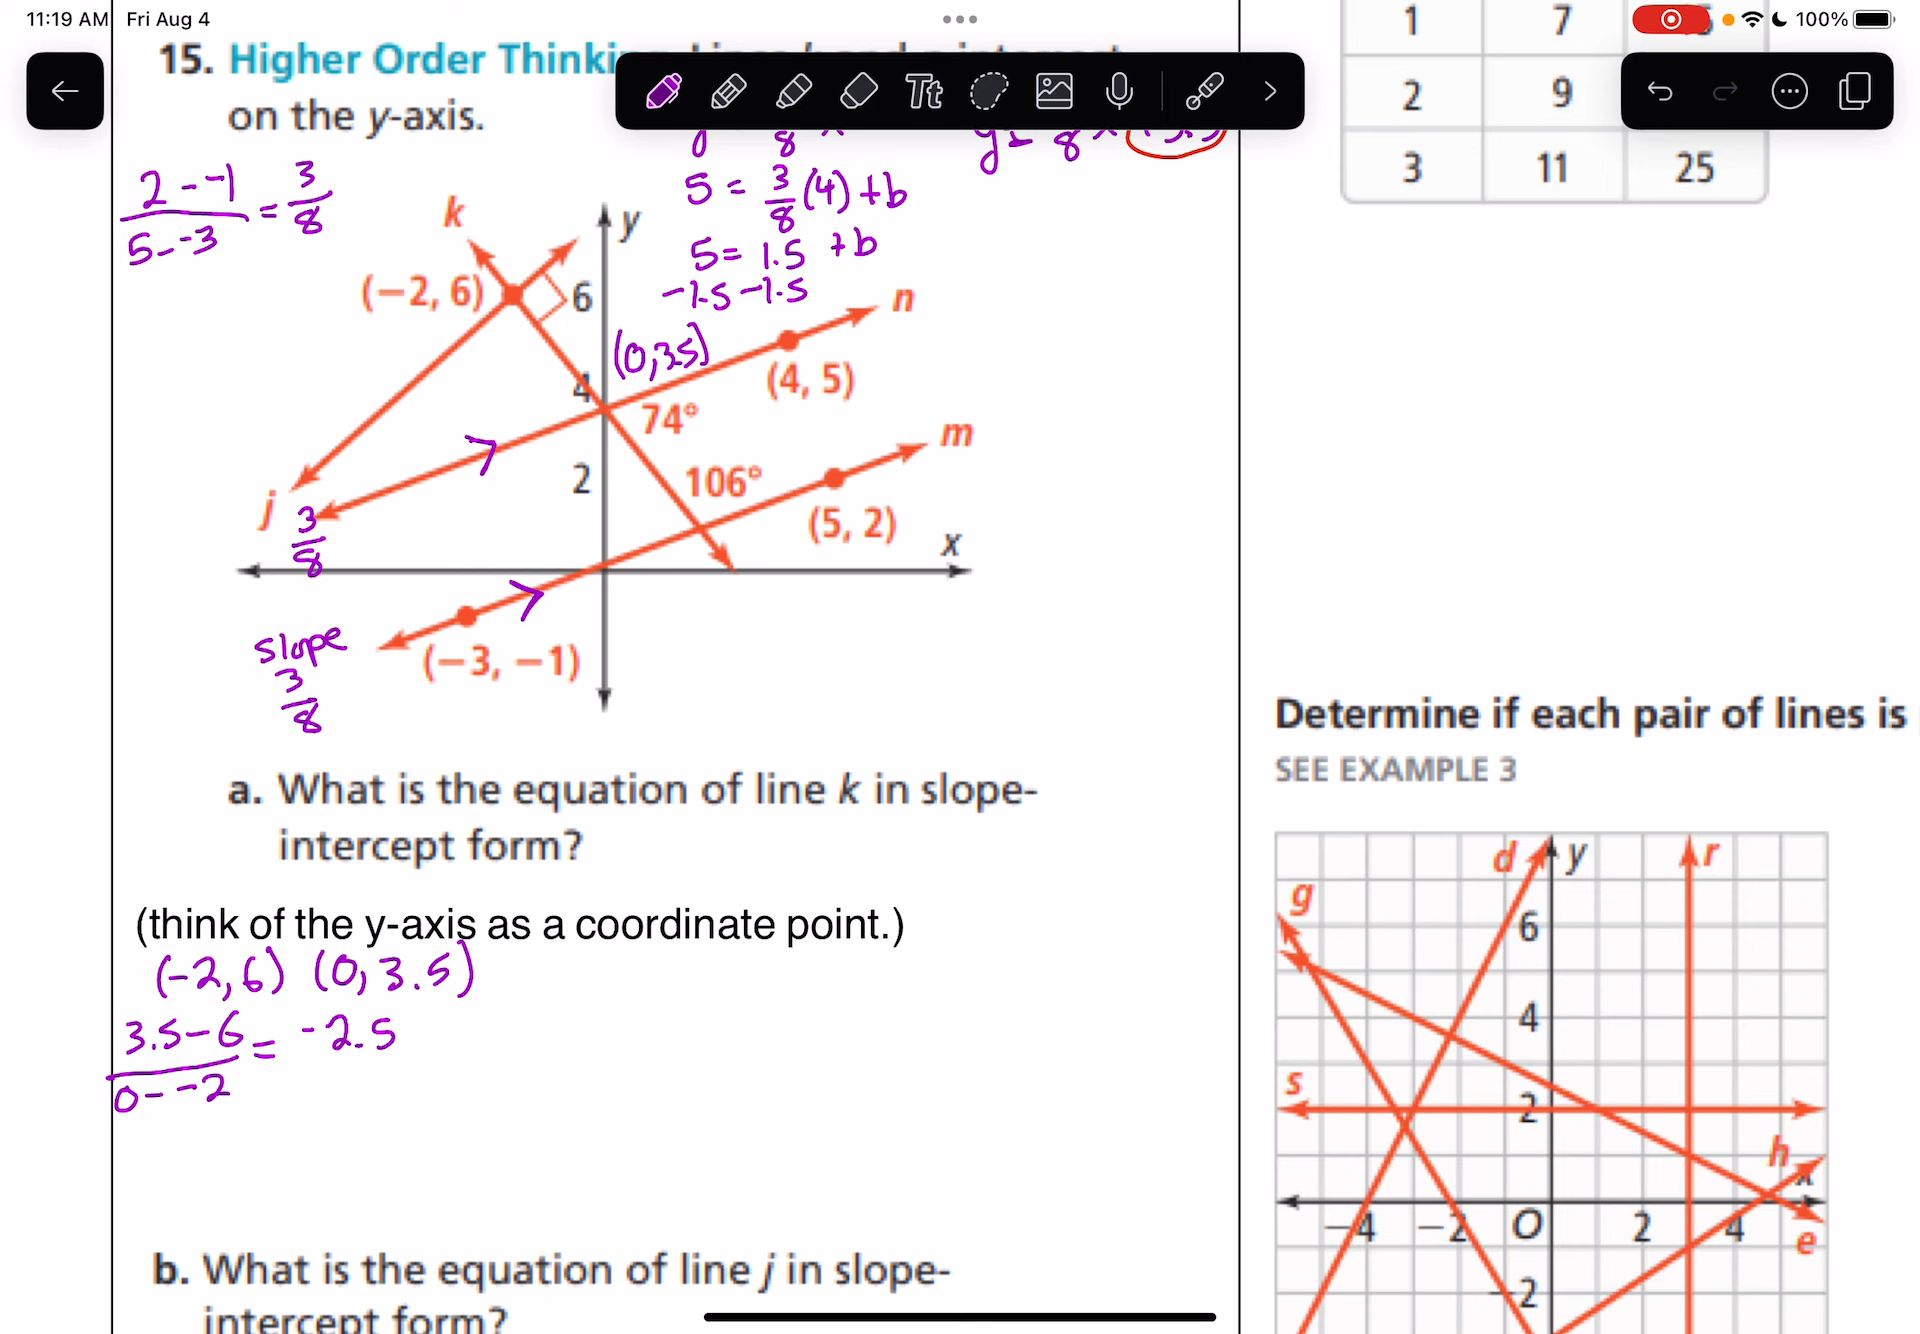 11:19 AM Fri Aug 4
100%
15. Higher Order Thinki
on the y-axis.
Tt
2 - -1
5 - -3
= 3/8
8 x
y = 8 x
5 = 3/8 (4) + b
5 = 1.5 + b
-1.5 -1.5
k
y
(−2, 6)
6
n
(0,3.5)
4
(4, 5)
74°
m
2
106°
j
3/8
(5, 2)
x
slope
3/8
(−3, −1)
a. What is the equation of line k in slope-
intercept form?
(think of the y-axis as a coordinate point.)
(-2,6) (0,3.5)
3.5-6 = -2.5
0 - -2
b. What is the equation of line j in slope-
intercept form?
1 7
2 9
3 11 25
Determine if each pair of lines is
SEE EXAMPLE 3
d y r
g
6
4
s
2
h
x
−4 −2 O 2 4
e
−2